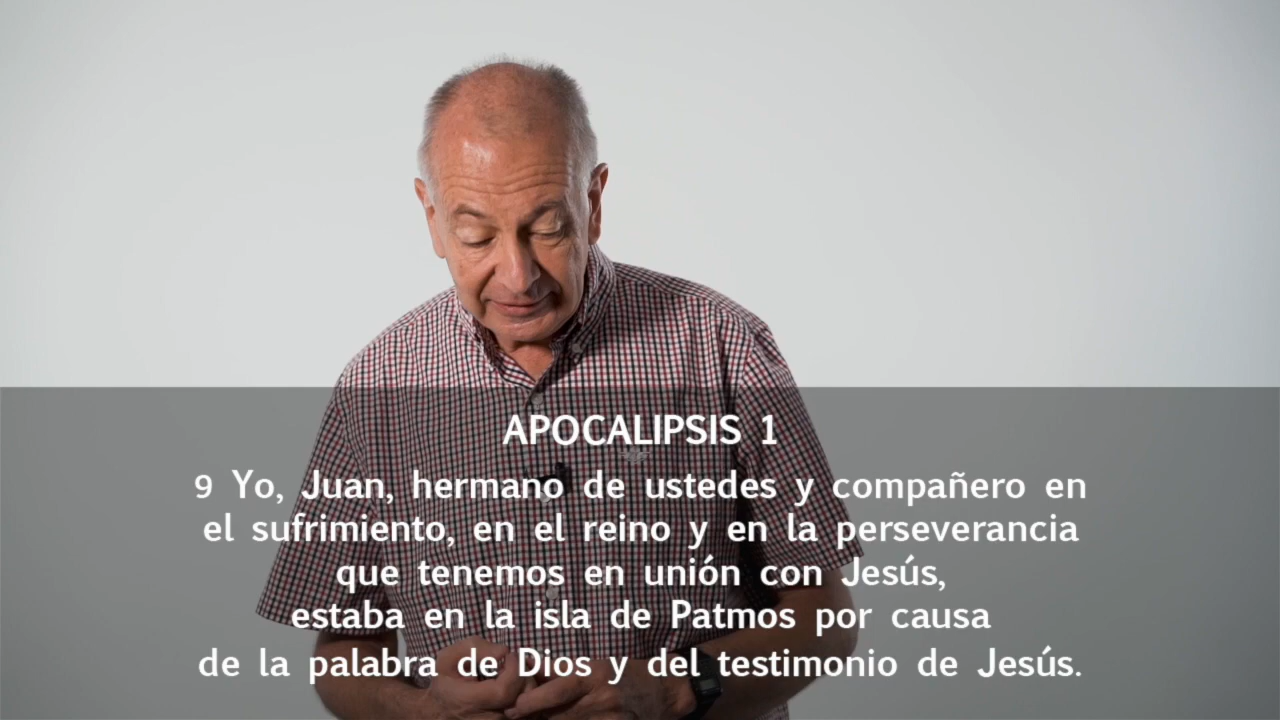 APOCALIPSIS 1
9 Yo, Juan, hermano de ustedes y compañero en
el sufrimiento, en el reino y en la perseverancia
que tenemos en unión con Jesús,
estaba en la isla de Patmos por causa
de la palabra de Dios y del testimonio de Jesús.